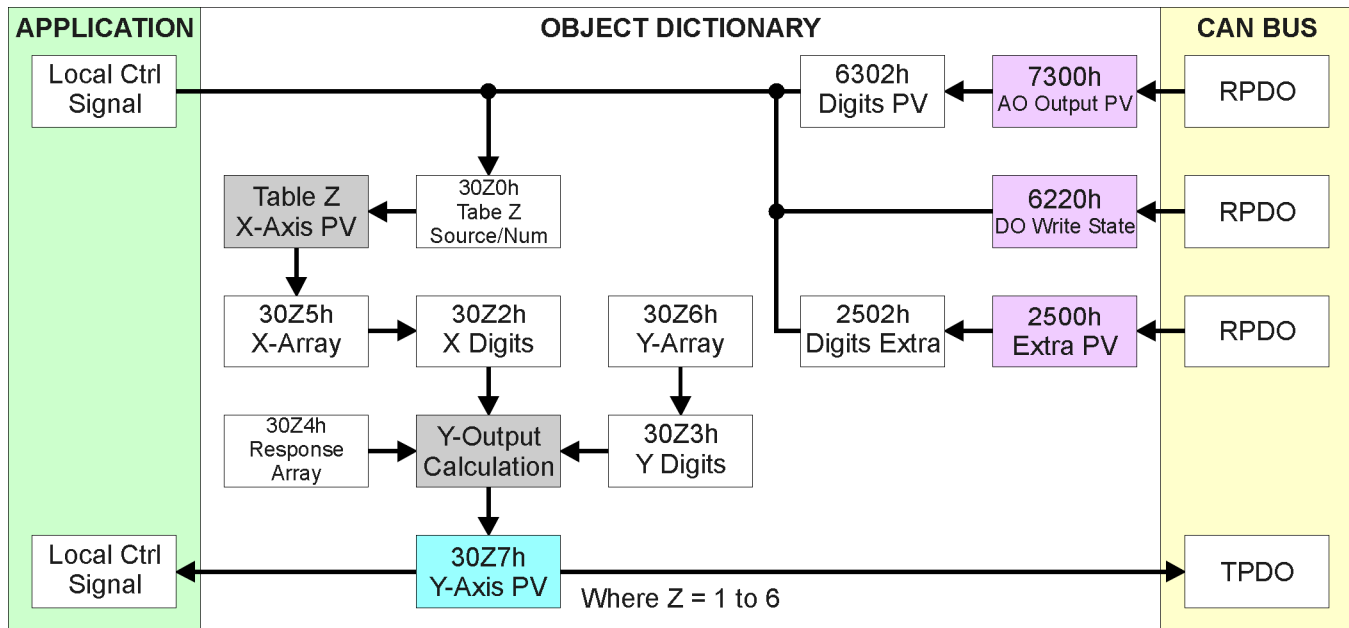 APPLICATION
OBJECT DICTIONARY
CAN BUS
Local Ctrl
Signal
6302h
Digits PV
7300h
AO Output PV
RPDO
Table Z
X-Axis PV
30Z0h
Tabe Z
Source/Num
6220h
DO Write State
RPDO
30Z5h
X-Array
30Z2h
X Digits
30Z6h
Y-Array
2502h
Digits Extra
2500h
Extra PV
RPDO
30Z4h
Response
Array
Y-Output
Calculation
30Z3h
Y Digits
Local Ctrl
Signal
30Z7h
Y-Axis PV
Where Z = 1 to 6
TPDO